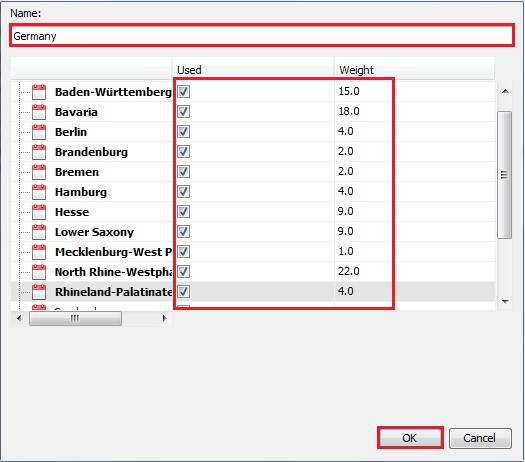 Name:
Germany
Used Weight
Baden-Württemberg 15.0
Bavaria 18.0
Berlin 4.0
Brandenburg 2.0
Bremen 2.0
Hamburg 4.0
Hesse 9.0
Lower Saxony 9.0
Mecklenburg-West P 1.0
North Rhine-Westpha 22.0
Rhineland-Palatinate 4.0
OK Cancel